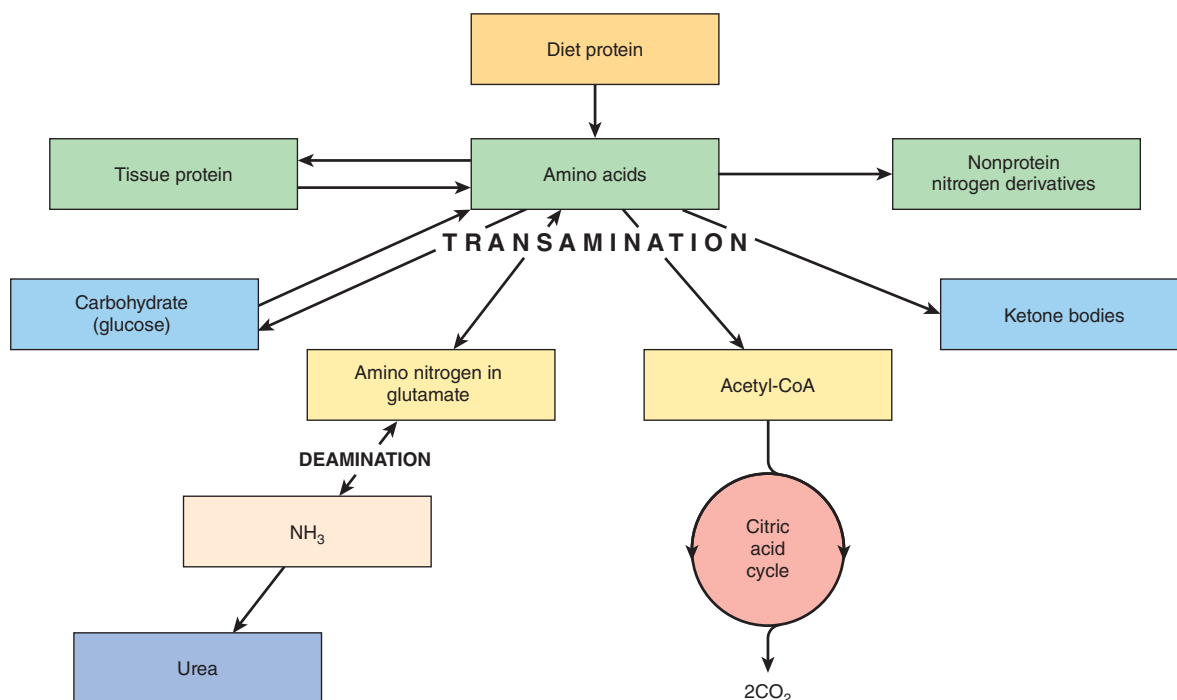 Diet protein
Tissue protein
Amino acids
Nonprotein
nitrogen derivatives
TRANSAMINATION
Carbohydrate
(glucose)
Ketone bodies
Amino nitrogen in
glutamate
Acetyl-CoA
DEAMINATION
NH₃
Citric
acid
cycle
Urea
2CO₂